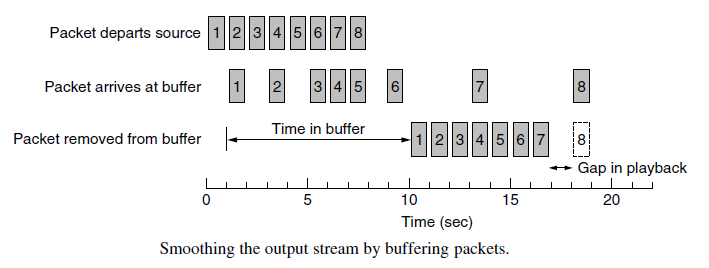 Packet departs source 1 2 3 4 5 6 7 8
Packet arrives at buffer 1 2 3 4 5 6 7 8
Packet removed from buffer Time in buffer 1 2 3 4 5 6 7 8
Gap in playback
0 5 10 15 20
Time (sec)
Smoothing the output stream by buffering packets.